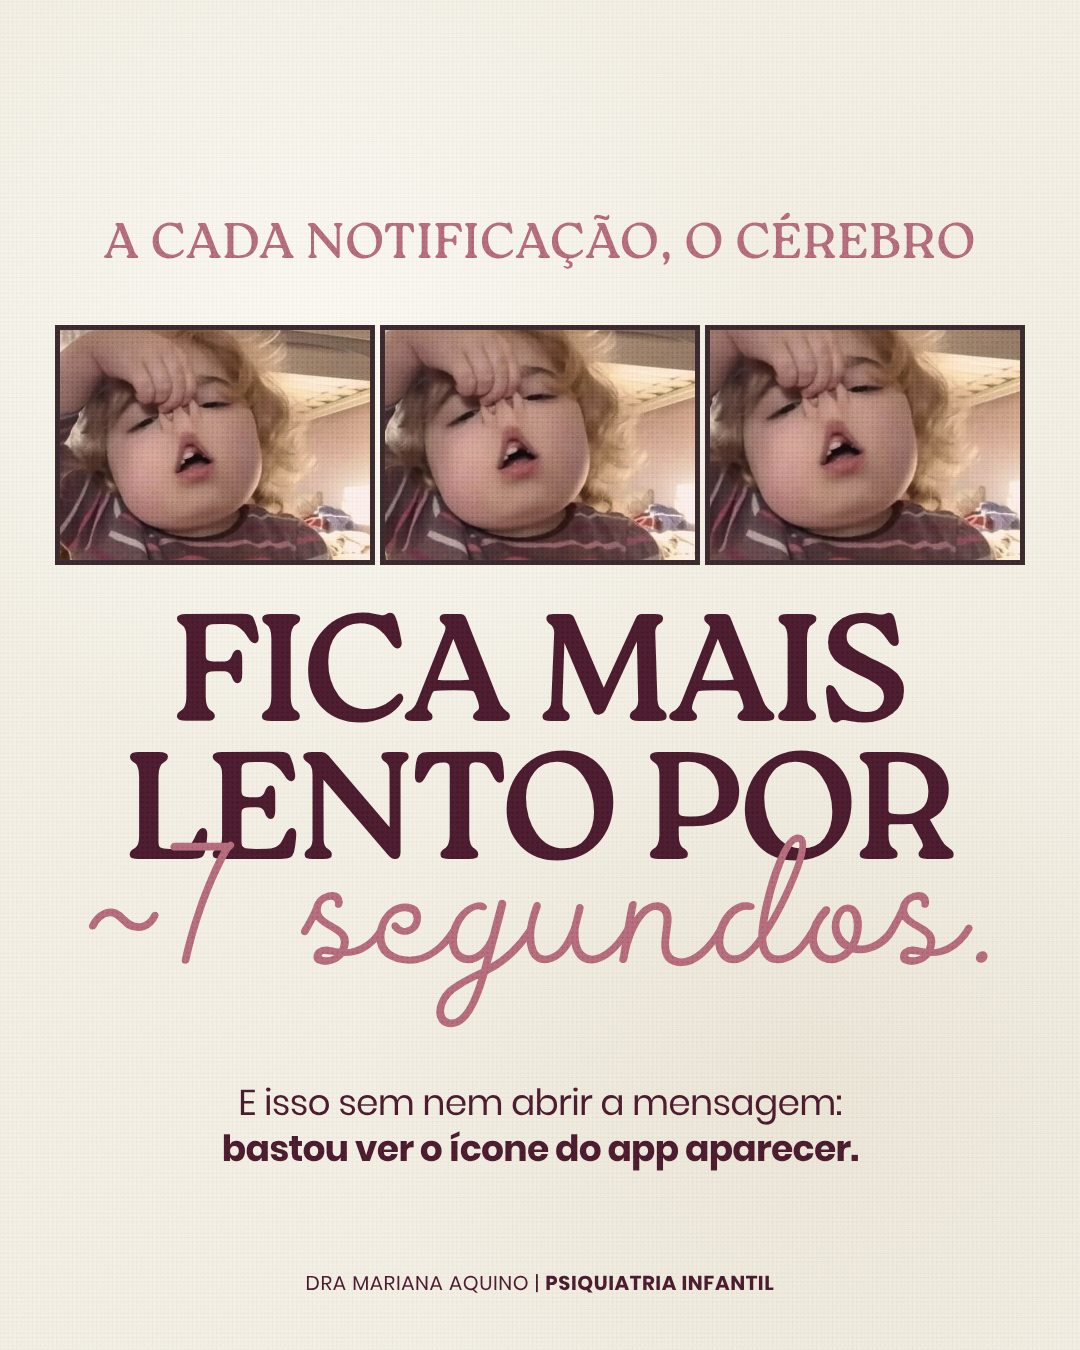 A CADA NOTIFICAÇÃO, O CÉREBRO
FICA MAIS
LENTO POR
~7 segundos.
E isso sem nem abrir a mensagem:
bastou ver o ícone do app aparecer.
DRA MARIANA AQUINO | PSIQUIATRIA INFANTIL